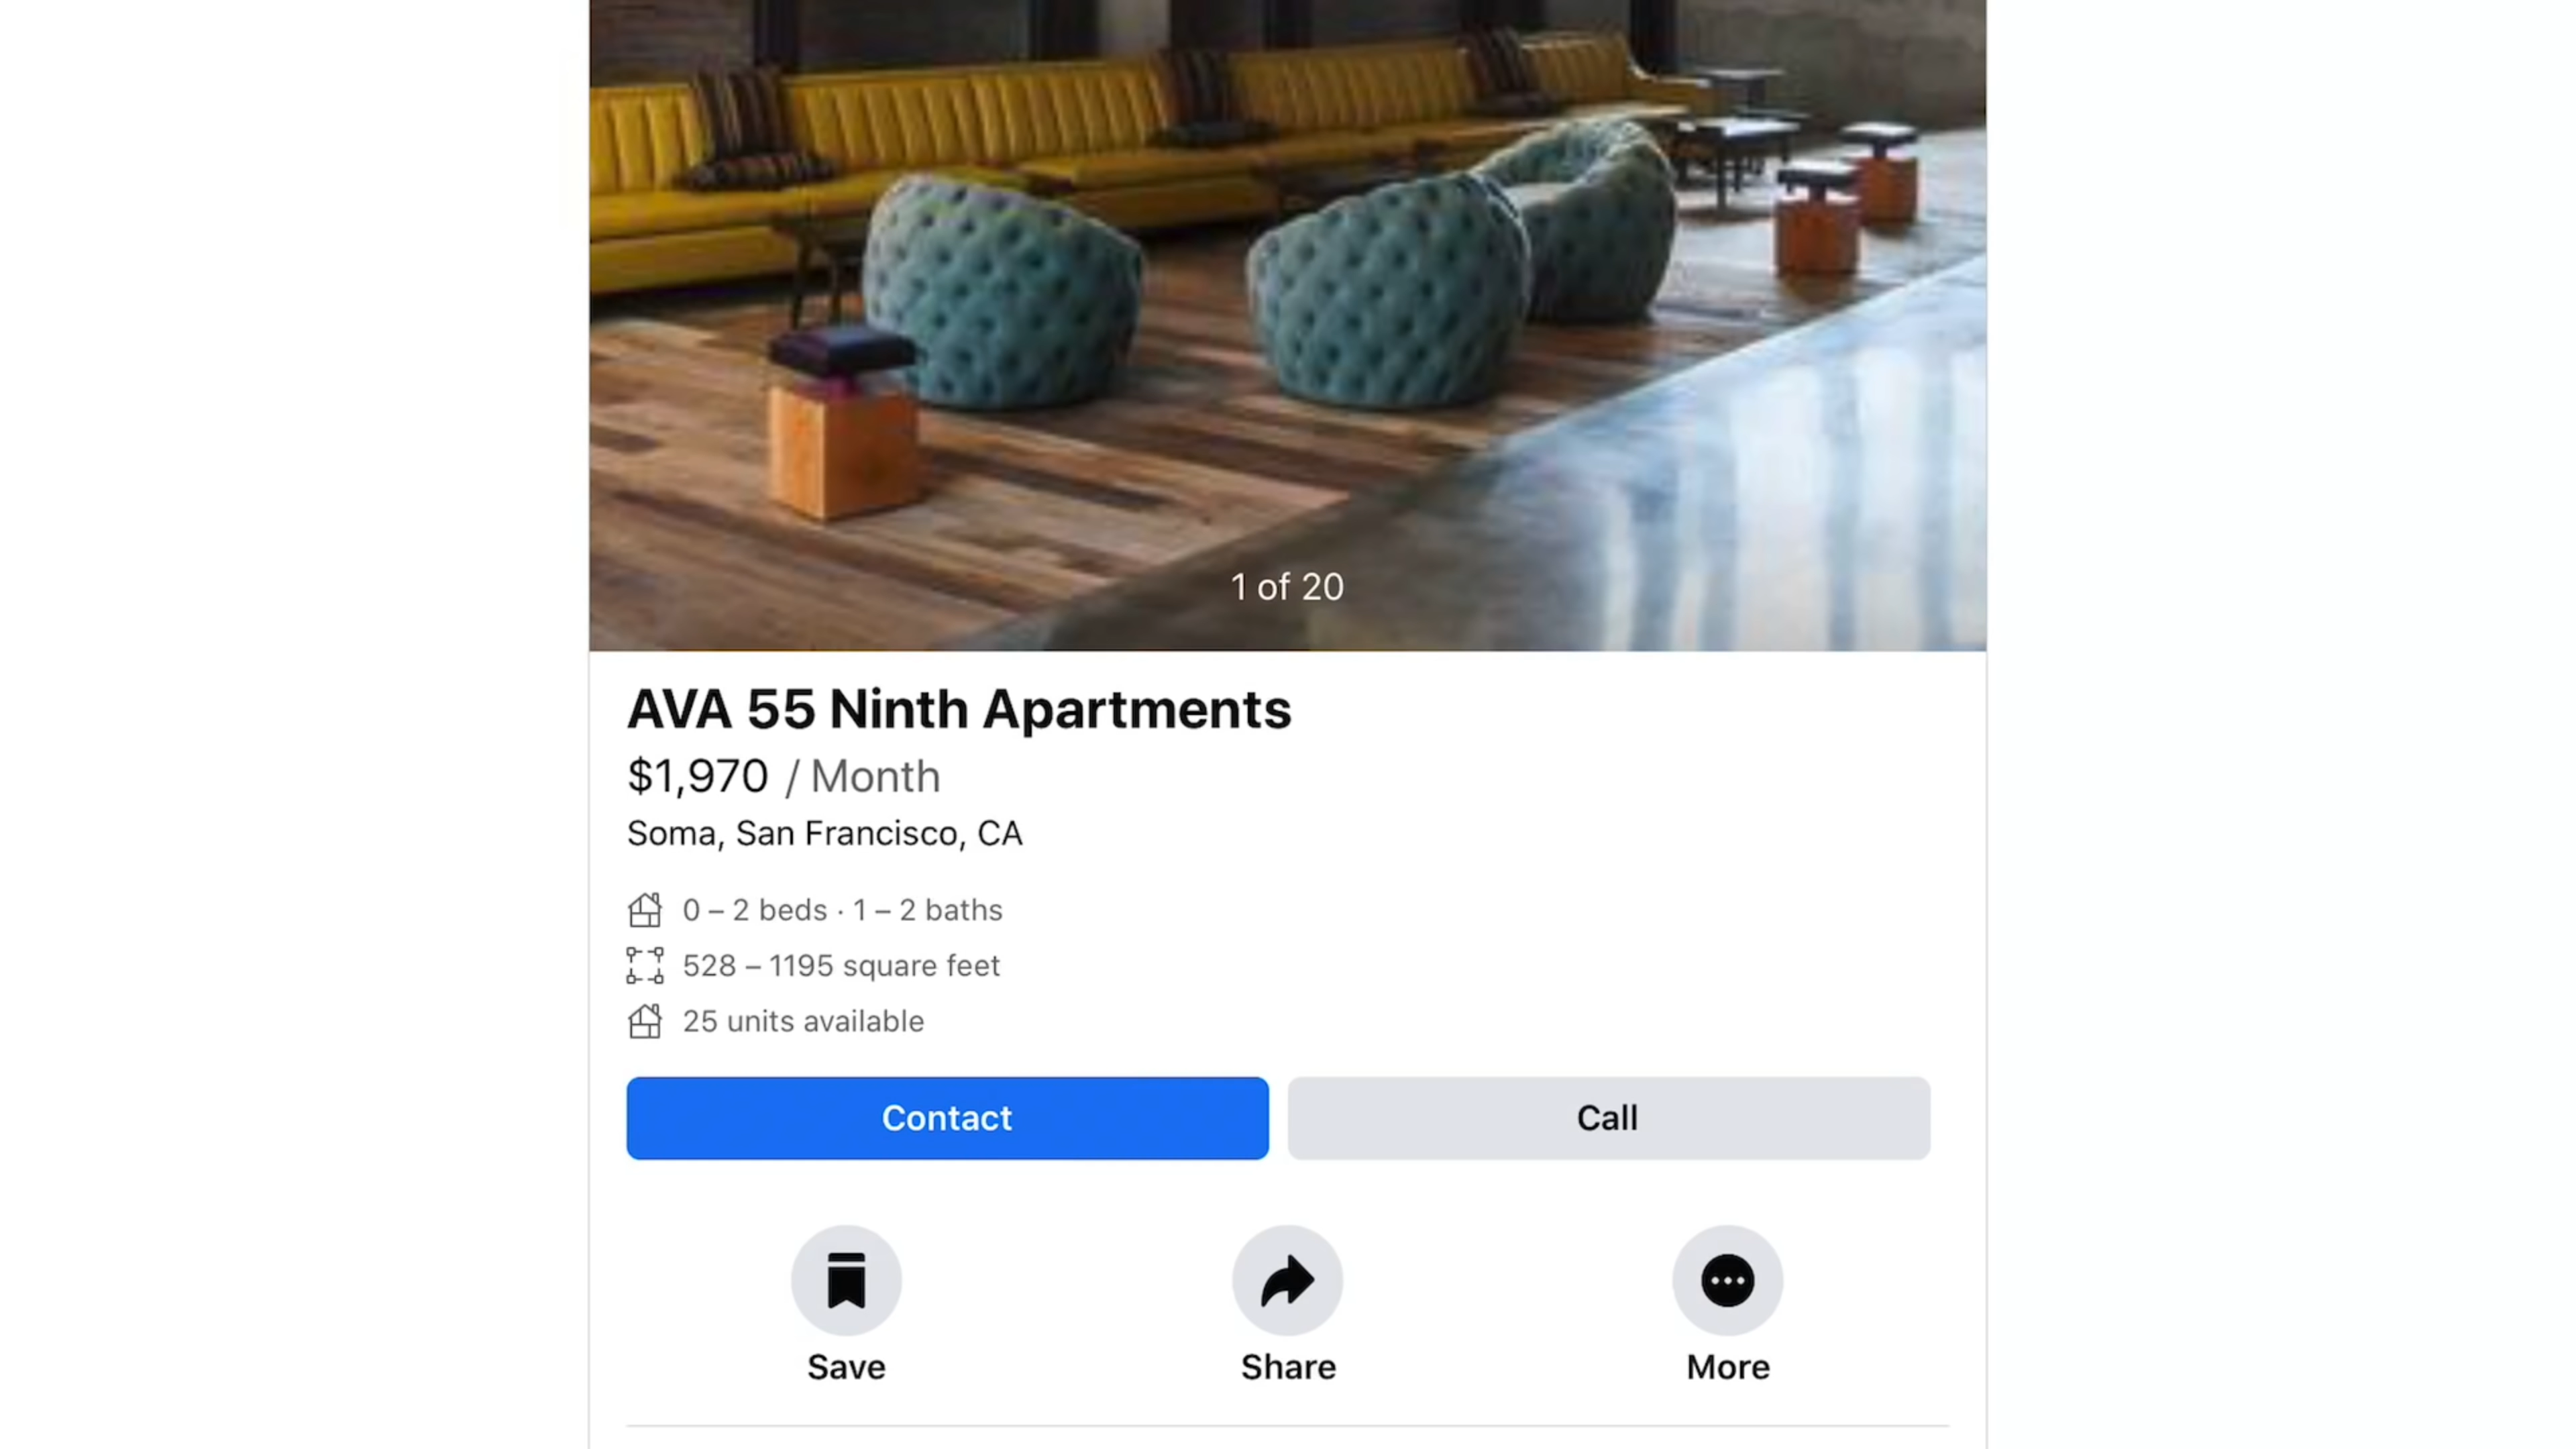 1 of 20
AVA 55 Ninth Apartments
$1,970 / Month
Soma, San Francisco, CA
0 – 2 beds · 1 – 2 baths
528 – 1195 square feet
25 units available
Contact
Call
Save
Share
More